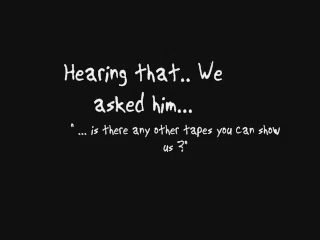 Hearing that.. We
asked him...
"... is there any other tapes you can show
us ?"